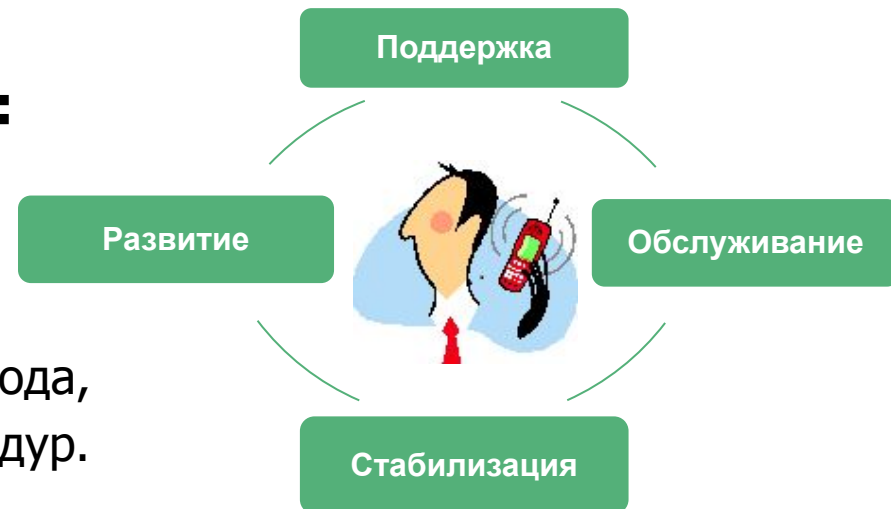 Поддержка
:
Развитие
Обслуживание
ода,
дур.
Стабилизация